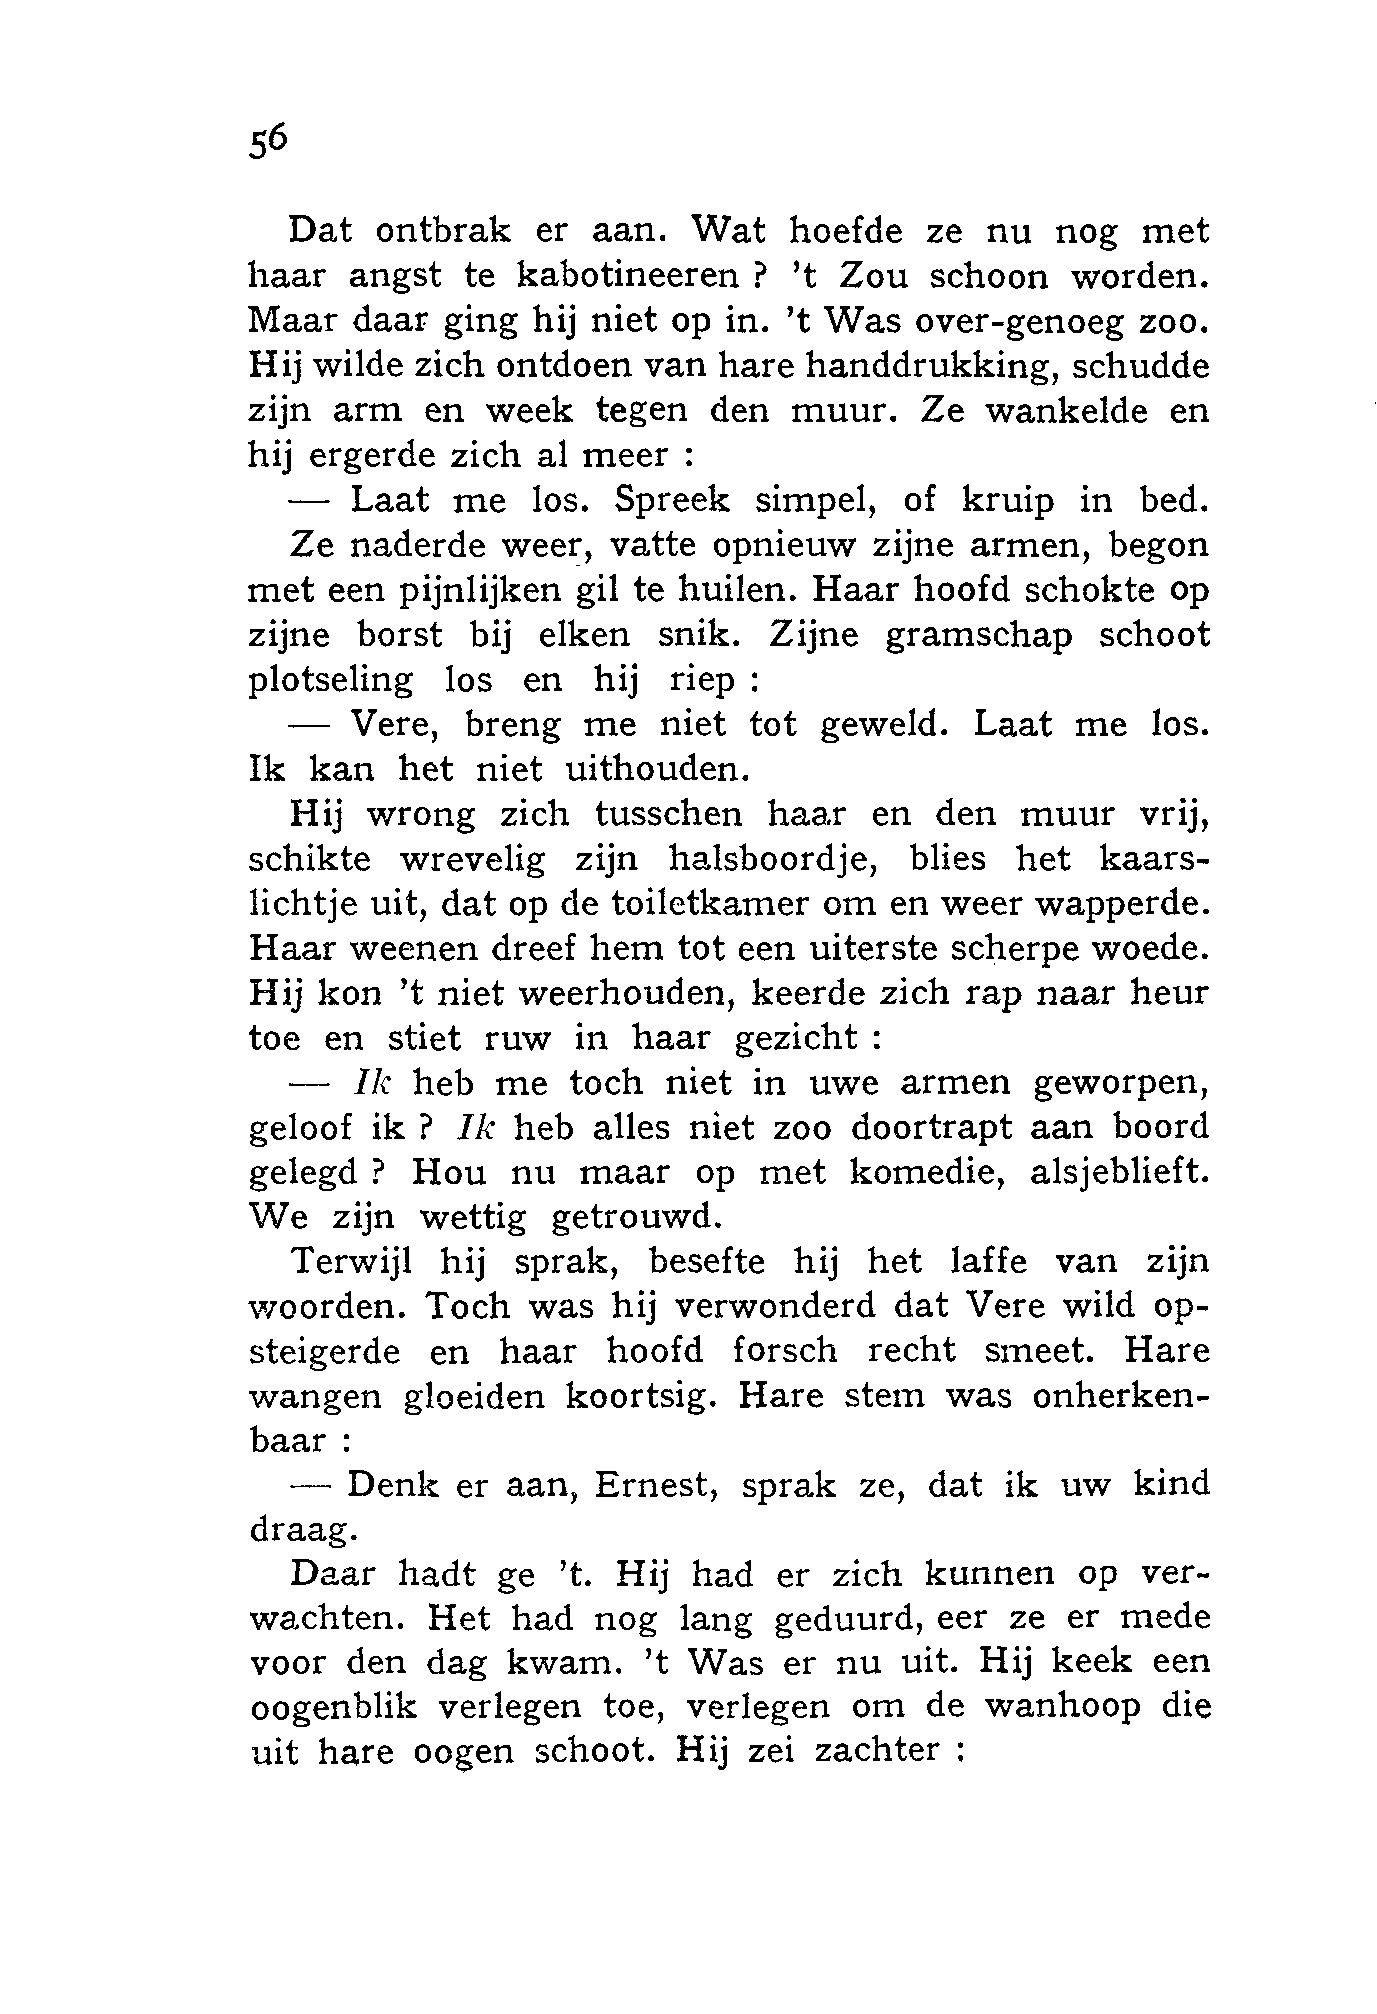 56
Dat ontbrak er aan. Wat hoefde ze nu nog met
haar angst te kabotineeren ? 't Zou schoon worden.
Maar daar ging hij niet op in. 't Was over-genoeg zoo.
Hij wilde zich ontdoen van hare handdrukking, schudde
zijn arm en week tegen den muur. Ze wankelde en
hij ergerde zich al meer :
— Laat me los. Spreek simpel, of kruip in bed.
Ze naderde weer, vatte opnieuw zijne armen, begon
met een pijnlijken gil te huilen. Haar hoofd schokte op
zijne borst bij elken snik. Zijne gramschap schoot
plotseling los en hij riep :
— Vere, breng me niet tot geweld. Laat me los.
Ik kan het niet uithouden.
Hij wrong zich tusschen haar en den muur vrij,
schikte wrevelig zijn halsboordje, blies het kaars-
lichtje uit, dat op de toiletkamer om en weer wapperde.
Haar weenen dreef hem tot een uiterste scherpe woede.
Hij kon 't niet weerhouden, keerde zich rap naar heur
toe en stiet ruw in haar gezicht :
— Ik heb me toch niet in uwe armen geworpen,
geloof ik ? Ik heb alles niet zoo doortrapt aan boord
gelegd ? Hou nu maar op met komedie, alsjeblieft.
We zijn wettig getrouwd.
Terwijl hij sprak, besefte hij het laffe van zijn
woorden. Toch was hij verwonderd dat Vere wild op-
steigerde en haar hoofd forsch recht smeet. Hare
wangen gloeiden koortsig. Hare stem was onherken-
baar :
— Denk er aan, Ernest, sprak ze, dat ik uw kind
draag.
Daar hadt ge 't. Hij had er zich kunnen op ver-
wachten. Het had nog lang geduurd, eer ze er mede
voor den dag kwam. 't Was er nu uit. Hij keek een
oogenblik verlegen toe, verlegen om de wanhoop die
uit hare oogen schoot. Hij zei zachter :